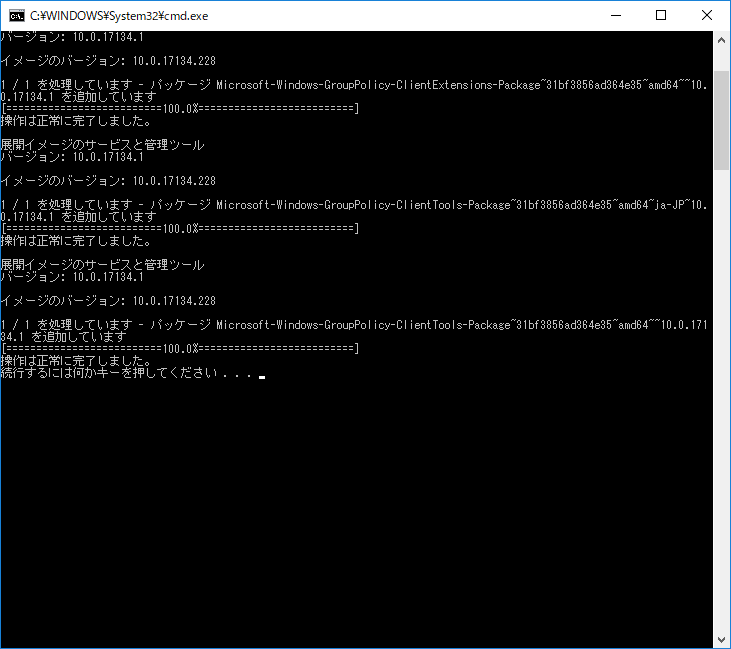 C:¥WINDOWS¥System32¥cmd.exe
バージョン: 10.0.17134.1
イメージのバージョン: 10.0.17134.228
1 / 1 を処理しています - パッケージ Microsoft-Windows-GroupPolicy-ClientExtensions-Package~31bf3856ad364e35~amd64~~10.
0.17134.1 を追加しています
[==========================100.0%==========================]
操作は正常に完了しました。
展開イメージのサービスと管理ツール
バージョン: 10.0.17134.1
イメージのバージョン: 10.0.17134.228
1 / 1 を処理しています - パッケージ Microsoft-Windows-GroupPolicy-ClientTools-Package~31bf3856ad364e35~amd64~ja-JP~10.
0.17134.1 を追加しています
[==========================100.0%==========================]
操作は正常に完了しました。
展開イメージのサービスと管理ツール
バージョン: 10.0.17134.1
イメージのバージョン: 10.0.17134.228
1 / 1 を処理しています - パッケージ Microsoft-Windows-GroupPolicy-ClientTools-Package~31bf3856ad364e35~amd64~~10.0.171
34.1 を追加しています
[==========================100.0%==========================]
操作は正常に完了しました。
続行するには何かキーを押してください . . .